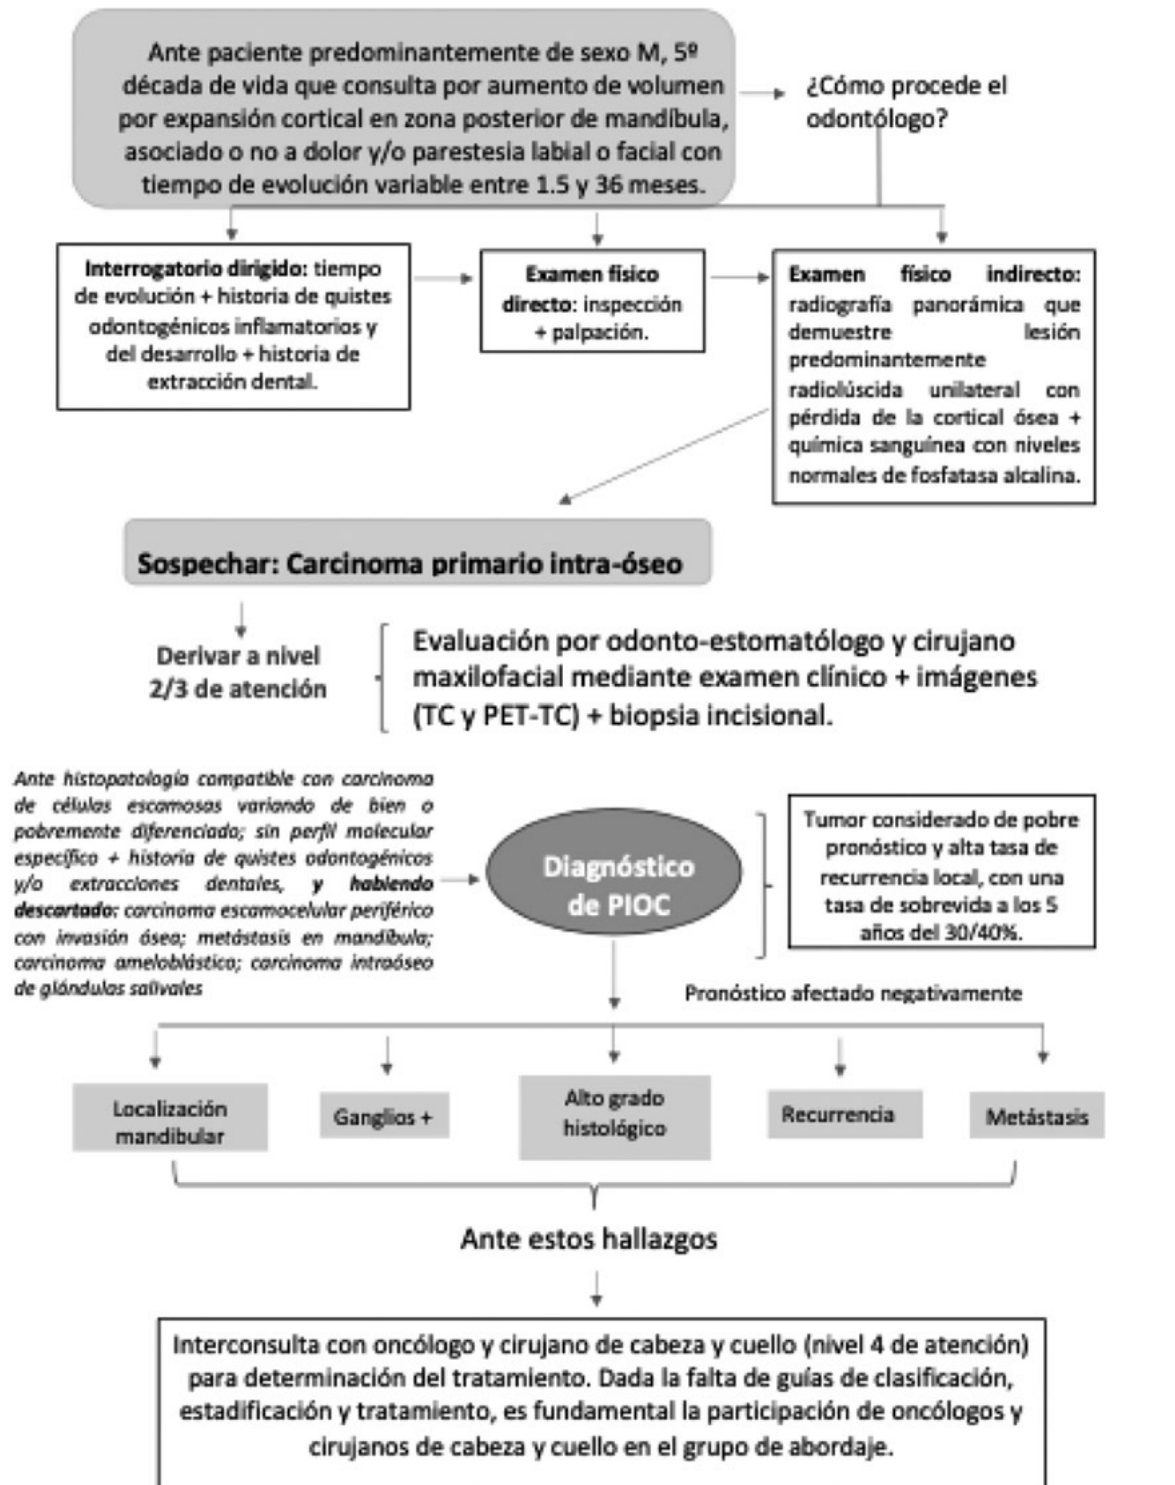 Ante paciente predominantemente de sexo M, 5º
década de vida que consulta por aumento de volumen
por expansión cortical en zona posterior de mandíbula,
asociado o no a dolor y/o parestesia labial o facial con
tiempo de evolución variable entre 1.5 y 36 meses.
¿Cómo procede el
odontólogo?
Interrogatorio dirigido: tiempo
de evolución + historia de quistes
odontogénicos inflamatorios y
del desarrollo + historia de
extracción dental.
Examen físico
directo: inspección
+ palpación.
Examen físico indirecto:
radiografía panorámica que
demuestre lesión
predominantemente
radiolúscida unilateral con
pérdida de la cortical ósea +
química sanguínea con niveles
normales de fosfatasa alcalina.
Sospechar: Carcinoma primario intra-óseo
Derivar a nivel
2/3 de atención
Evaluación por odonto-estomatólogo y cirujano
maxilofacial mediante examen clínico + imágenes
(TC y PET-TC) + biopsia incisional.
Ante histopatología compatible con carcinoma
de células escamosas variando de bien o
pobremente diferenciado; sin perfil molecular
específico + historia de quistes odontogénicos
y/o extracciones dentales, y habiendo
descartado: carcinoma escamocelular periférico
con invasión ósea; metástasis en mandíbula;
carcinoma ameloblástico; carcinoma intraóseo
de glándulas salivales
Diagnóstico
de PIOC
Tumor considerado de pobre
pronóstico y alta tasa de
recurrencia local, con una
tasa de sobrevida a los 5
años del 30/40%.
Pronóstico afectado negativamente
Localización
mandibular
Ganglios +
Alto grado
histológico
Recurrencia
Metástasis
Ante estos hallazgos
Interconsulta con oncólogo y cirujano de cabeza y cuello (nivel 4 de atención)
para determinación del tratamiento. Dada la falta de guías de clasificación,
estadificación y tratamiento, es fundamental la participación de oncólogos y
cirujanos de cabeza y cuello en el grupo de abordaje.